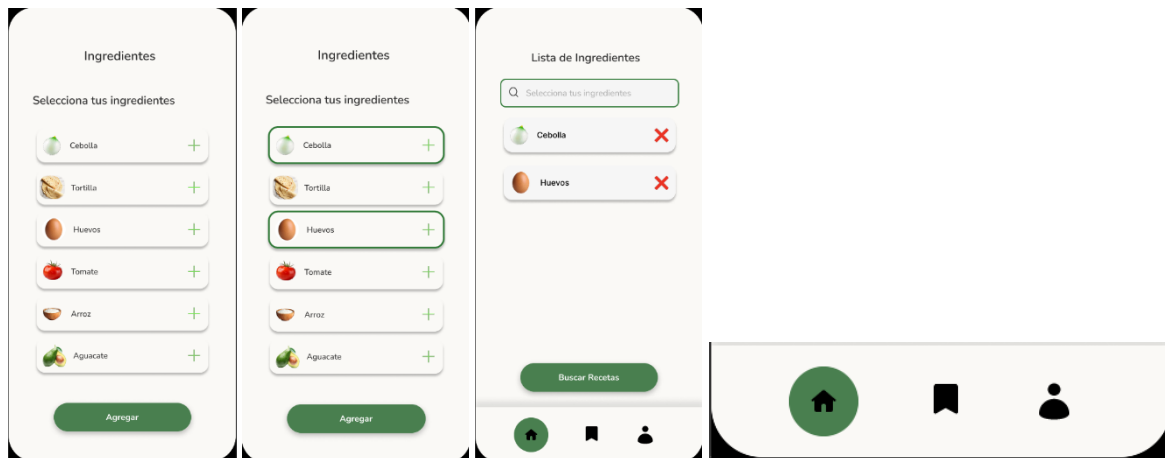 Ingredientes
Selecciona tus ingredientes
Cebolla
Tortilla
Huevos
Tomate
Arroz
Aguacate
Agregar
Ingredientes
Selecciona tus ingredientes
Cebolla
Tortilla
Huevos
Tomate
Arroz
Aguacate
Agregar
Lista de Ingredientes
Selecciona tus ingredientes
Cebolla
Huevos
Buscar Recetas